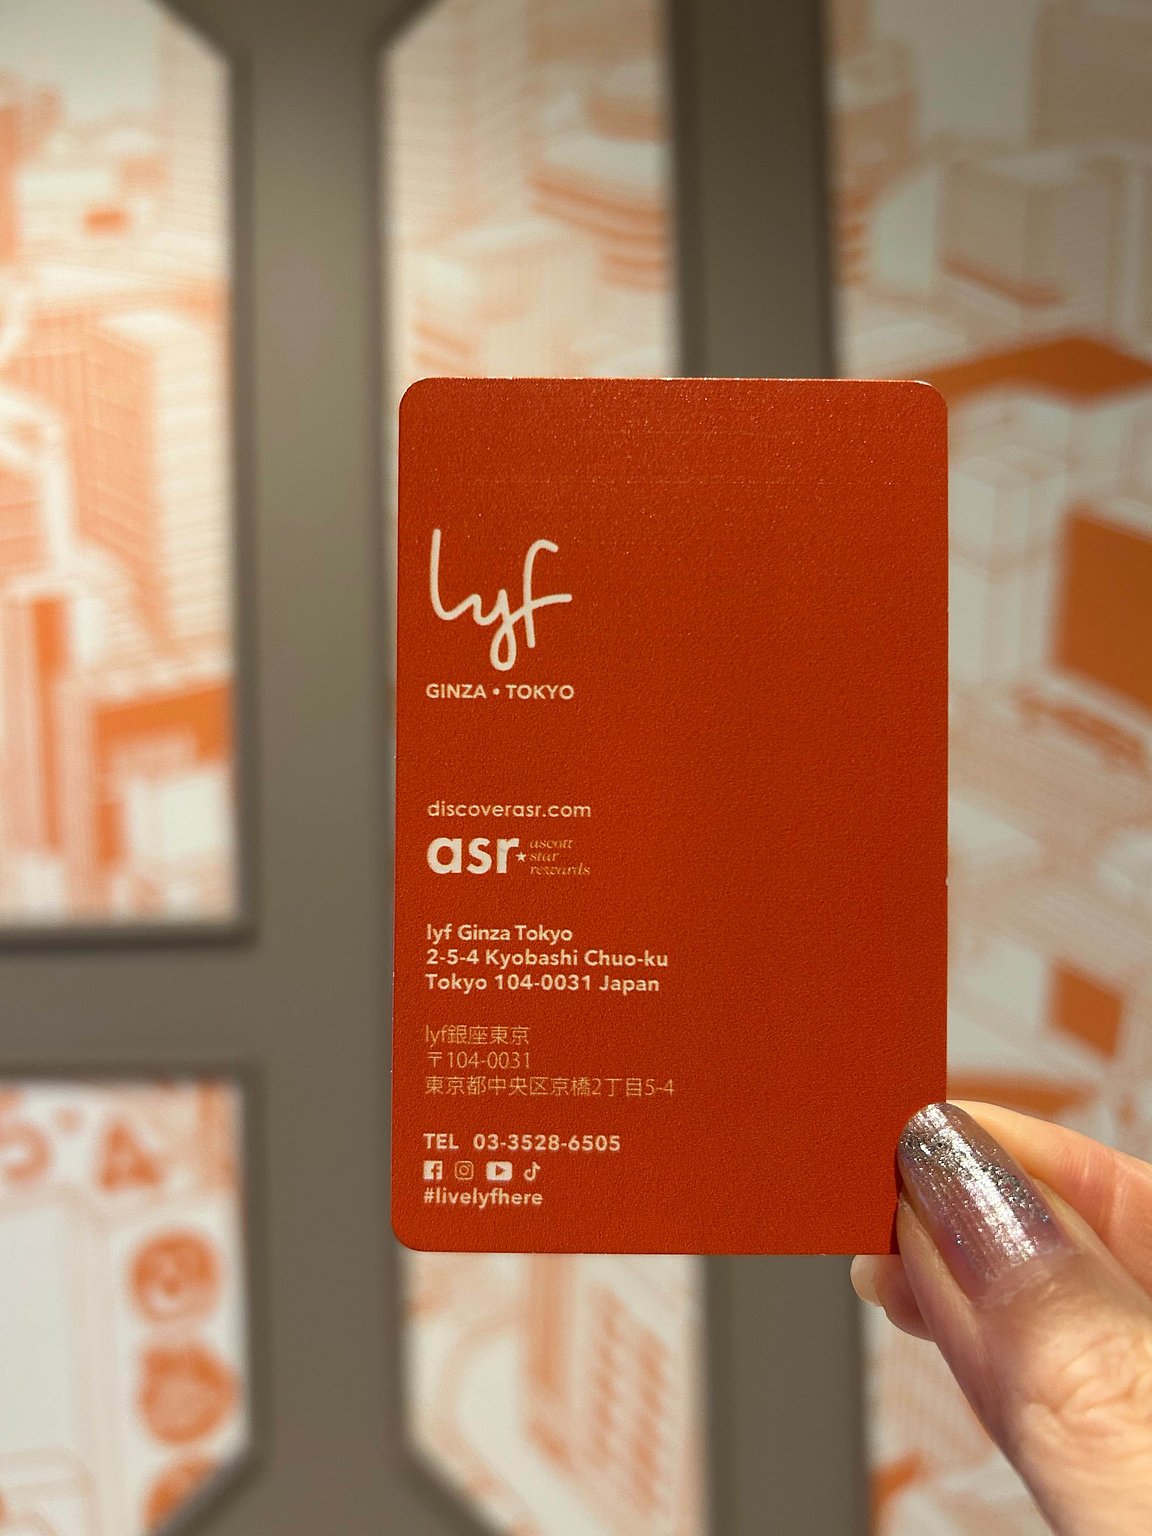 lyf
GINZA • TOKYO
discoverasr.com
asr
ascott
star
rewards
lyf Ginza Tokyo
2-5-4 Kyobashi Chuo-ku
Tokyo 104-0031 Japan
lyf銀座東京
〒104-0031
東京都中央区京橋2丁目5-4
TEL 03-3528-6505
#livelyfhere